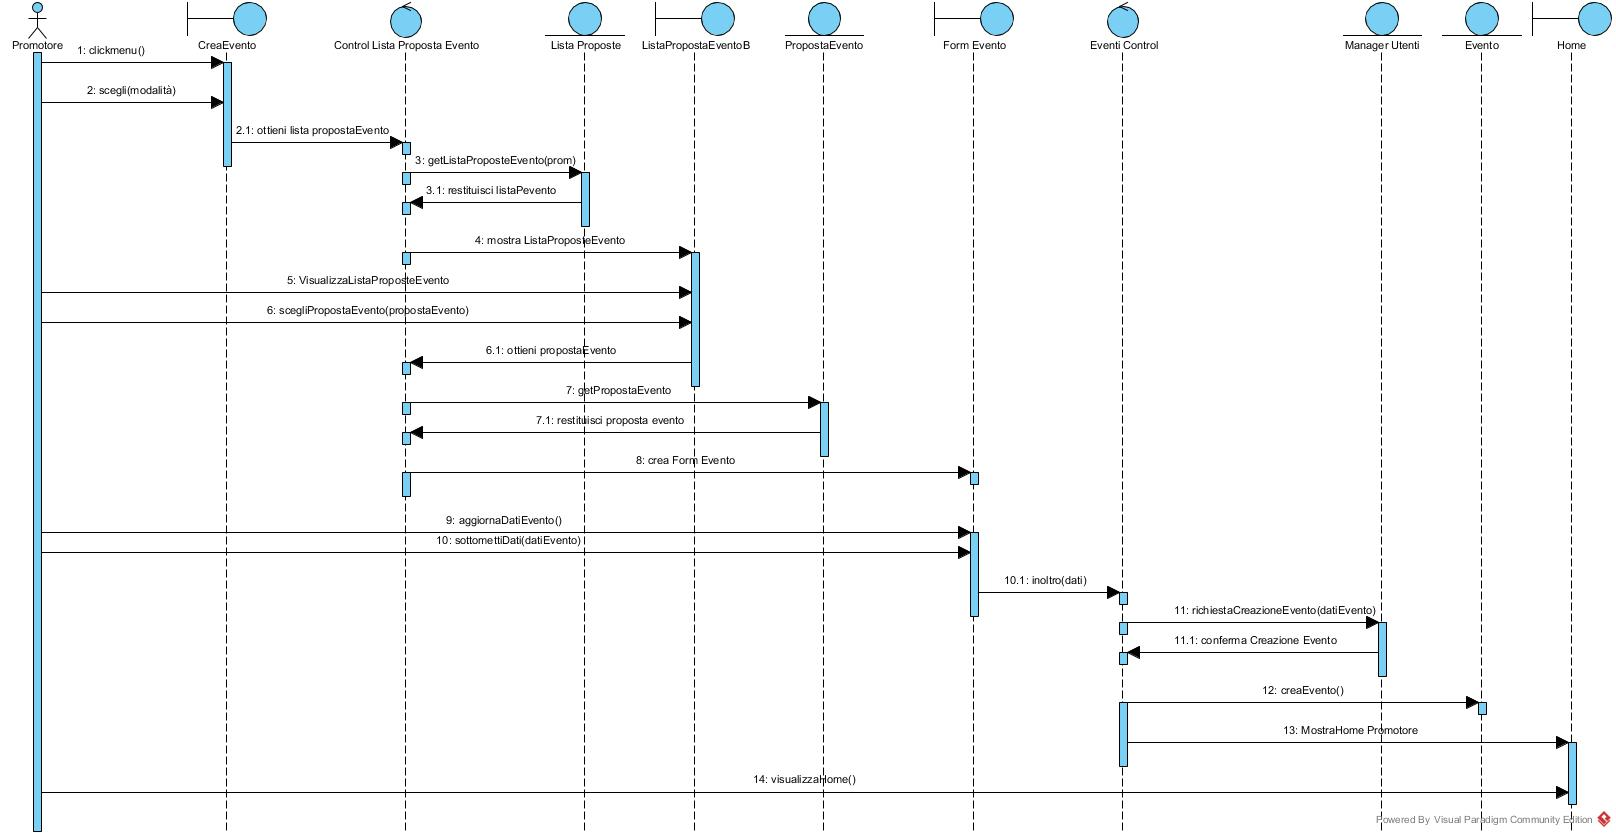 Promotore
CreaEvento
Control Lista Proposta Evento
Lista Proposte
ListaPropostaEventoB
PropostaEvento
Form Evento
Eventi Control
Manager Utenti
Evento
Home
1: clickmenu()
2: scegli(modalità)
2.1: ottieni lista propostaEvento
3: getListaProposteEvento(prom)
3.1: restituisci listaPevento
4: mostra ListaProposteEvento
5: VisualizzaListaProposteEvento
6: scegliPropostaEvento(propostaEvento)
6.1: ottieni propostaEvento
7: getPropostaEvento
7.1: restituisci proposta evento
8: crea Form Evento
9: aggiornaDatiEvento()
10: sottomettiDati(datiEvento)
10.1: inoltro(dati)
11: richiestaCreazioneEvento(datiEvento)
11.1: conferma Creazione Evento
12: creaEvento()
13: MostraHome Promotore
14: visualizzaHome()
Powered By Visual Paradigm Community Edition